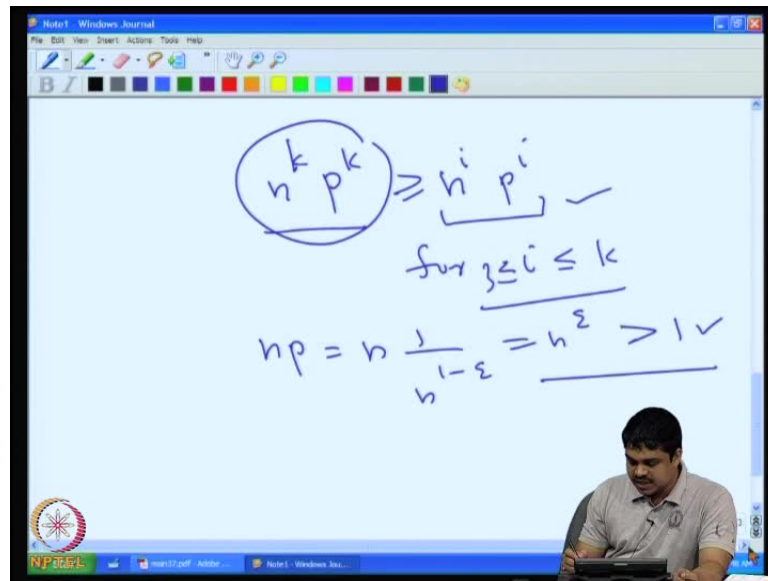 Note1 - Windows Journal
File Edit View Insert Actions Tools Help
B I
n^k p^k ≥ n^i p^i ✓
for 3 ≤ i ≤ k
np = n 1/n^{1-ε} = n^ε > 1 ✓
NPTEL
man37.pdf - Adobe ...
Note1 - Windows Jou...